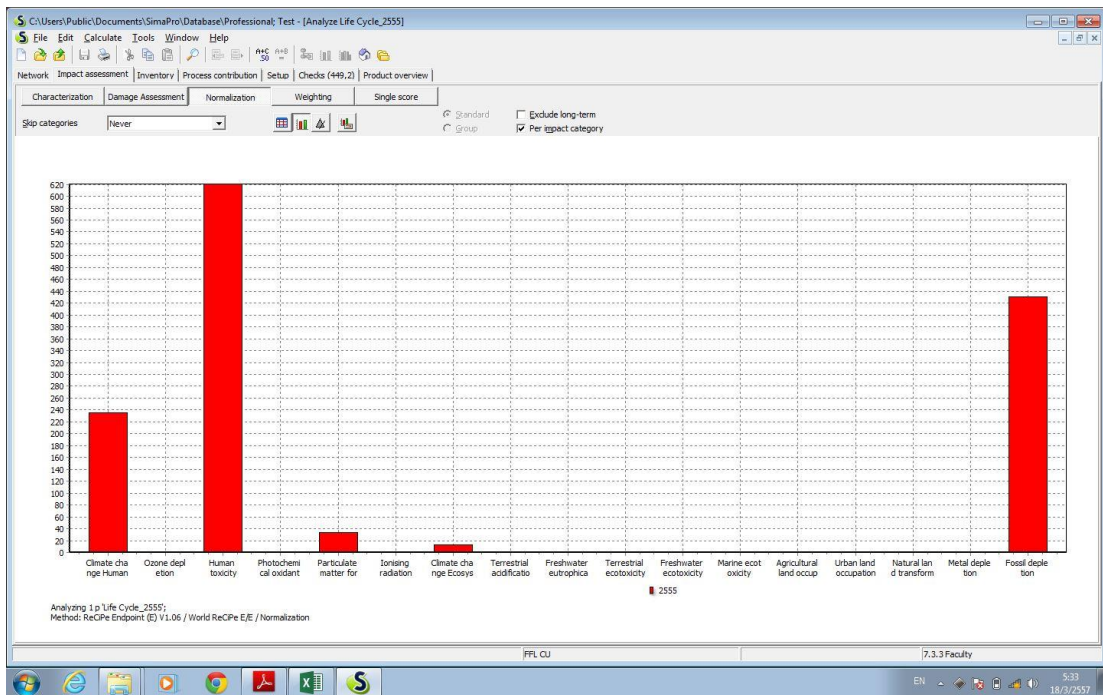 C:\Users\Public\Documents\SimaPro\Database\Professional; Test - [Analyze Life Cycle_2555]
File Edit Calculate Tools Window Help
A+C 50 A+B =
Network Impact assessment Inventory Process contribution Setup Checks (449,2) Product overview
Characterization Damage Assessment Normalization Weighting Single score
Skip categories Never Standard Exclude long-term
Group Per impact category
620
600
580
560
540
520
500
480
460
440
420
400
380
360
340
320
300
280
260
240
220
200
180
160
140
120
100
80
60
40
20
0
Climate cha Ozone depl Human Photochemi Particulate Ionising Climate cha Terrestrial Freshwater Terrestrial Freshwater Marine ecot Agricultural Urban land Natural lan Metal deple Fossil deple
nge Human etion toxicity cal oxidant matter for radiation nge Ecosys acidificatio eutrophica ecotoxicity ecotoxicity oxicity land occup occupation d transform tion tion
2555
Analyzing 1 p 'Life Cycle_2555';
Method: ReCiPe Endpoint (E) V1.06 / World ReCiPe E/E / Normalization
FFL CU 7.3.3 Faculty
EN 5:33
18/3/2557